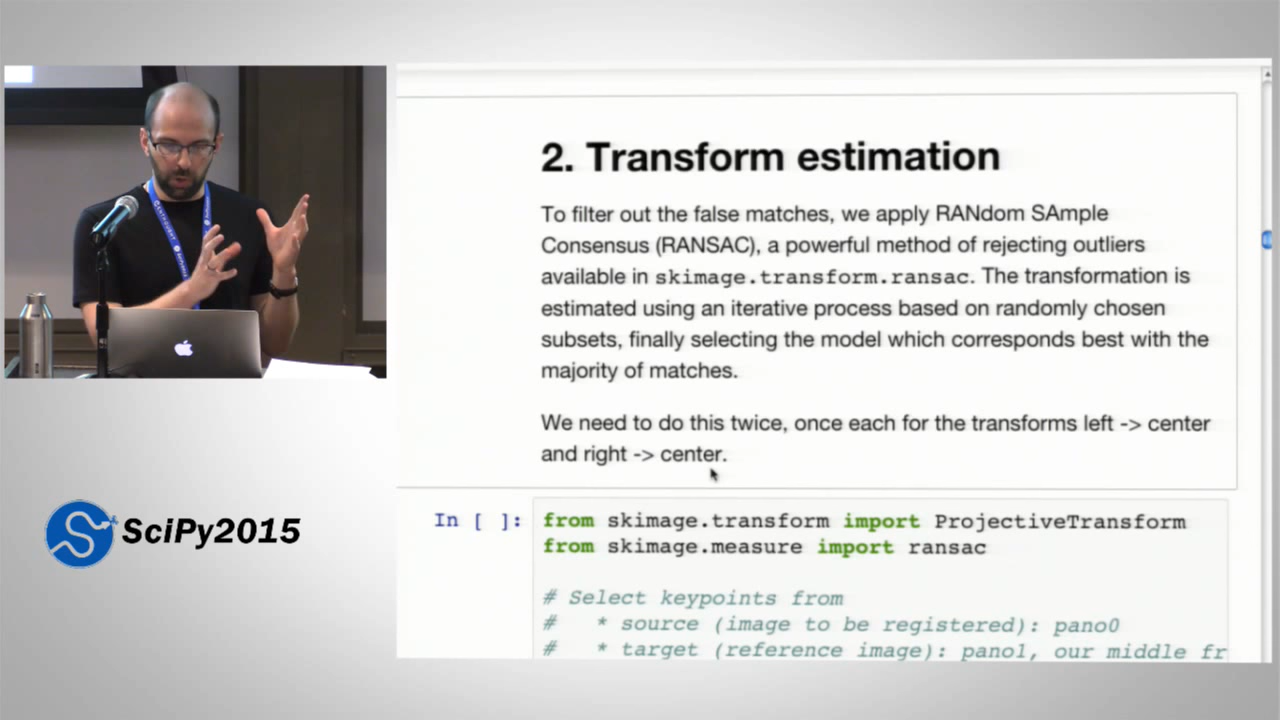 2. Transform estimation
To filter out the false matches, we apply RANdom SAmple
Consensus (RANSAC), a powerful method of rejecting outliers
available in skimage.transform.ransac. The transformation is
estimated using an iterative process based on randomly chosen
subsets, finally selecting the model which corresponds best with the
majority of matches.
We need to do this twice, once each for the transforms left -> center
and right -> center.
In [ ]: from skimage.transform import ProjectiveTransform
from skimage.measure import ransac
# Select keypoints from
# * source (image to be registered): pano0
# * target (reference image): pano1, our middle fr
SciPy2015